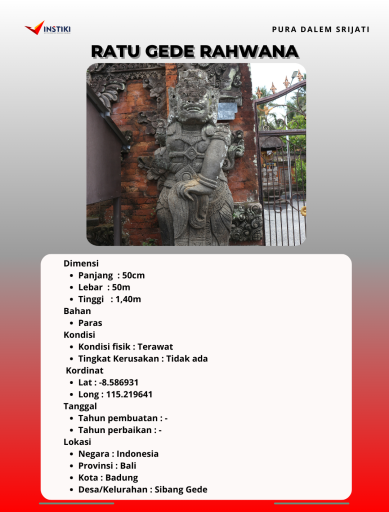 INSTIKI
PURA DALEM SRIJATI
RATU GEDE RAHWANA
Dimensi
• Panjang : 50cm
• Lebar : 50m
• Tinggi : 1,40m
Bahan
• Paras
Kondisi
• Kondisi fisik : Terawat
• Tingkat Kerusakan : Tidak ada
Kordinat
• Lat : -8.586931
• Long : 115.219641
Tanggal
• Tahun pembuatan : -
• Tahun perbaikan : -
Lokasi
• Negara : Indonesia
• Provinsi : Bali
• Kota : Badung
• Desa/Kelurahan : Sibang Gede